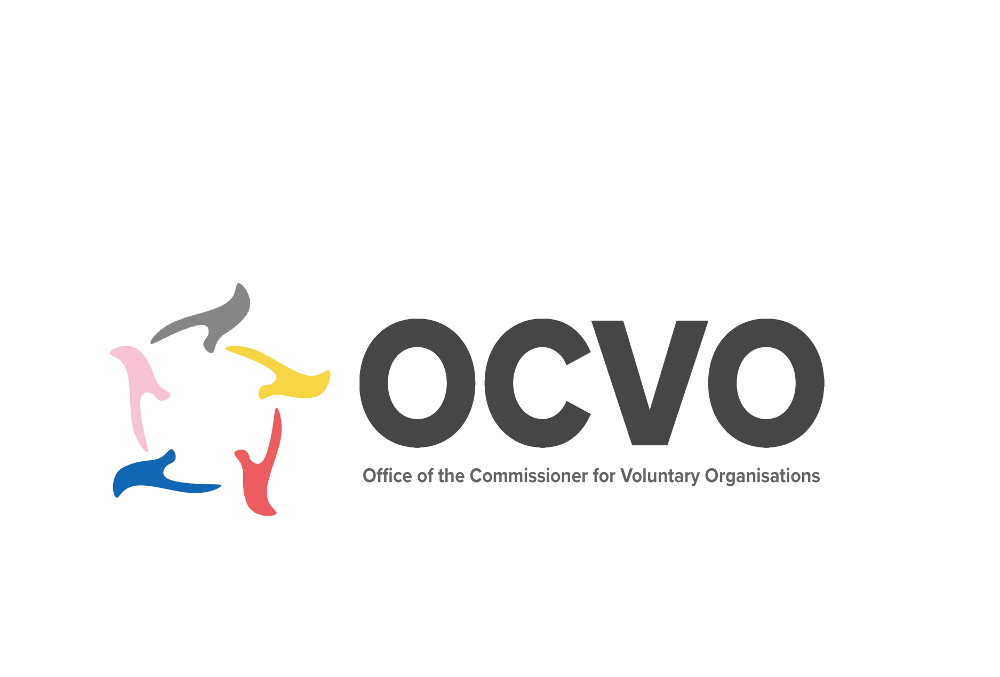 OCVO
Office of the Commissioner for Voluntary Organisations